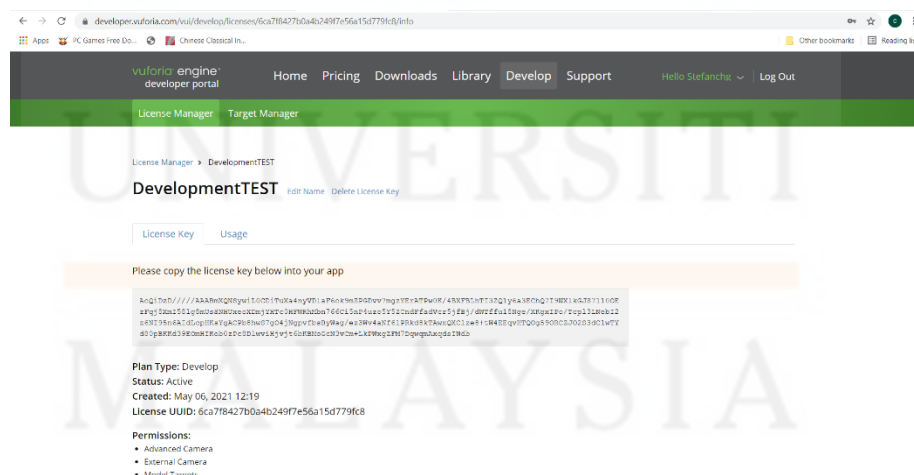 developer.vuforia.com/vui/develop/licenses/6ca7f8427b0a4b249f7e56a15d779fc8/info
Apps PC Games Free Do... Chinese Classical In... Other bookmarks Reading li
vuforia engine Home Pricing Downloads Library Develop Support Hello Stefanchg Log Out
developer portal
License Manager Target Manager
UNIVERSITI
License Manager > DevelopmentTEST
DevelopmentTEST Edit Name Delete License Key
License Key Usage
Please copy the license key below into your app
Plan Type: Develop
Status: Active
Created: May 06, 2021 12:19
License UUID: 6ca7f8427b0a4b249f7e56a15d779fc8
MALAYSIA
Permissions:
• Advanced Camera
• External Camera
• Model Targets